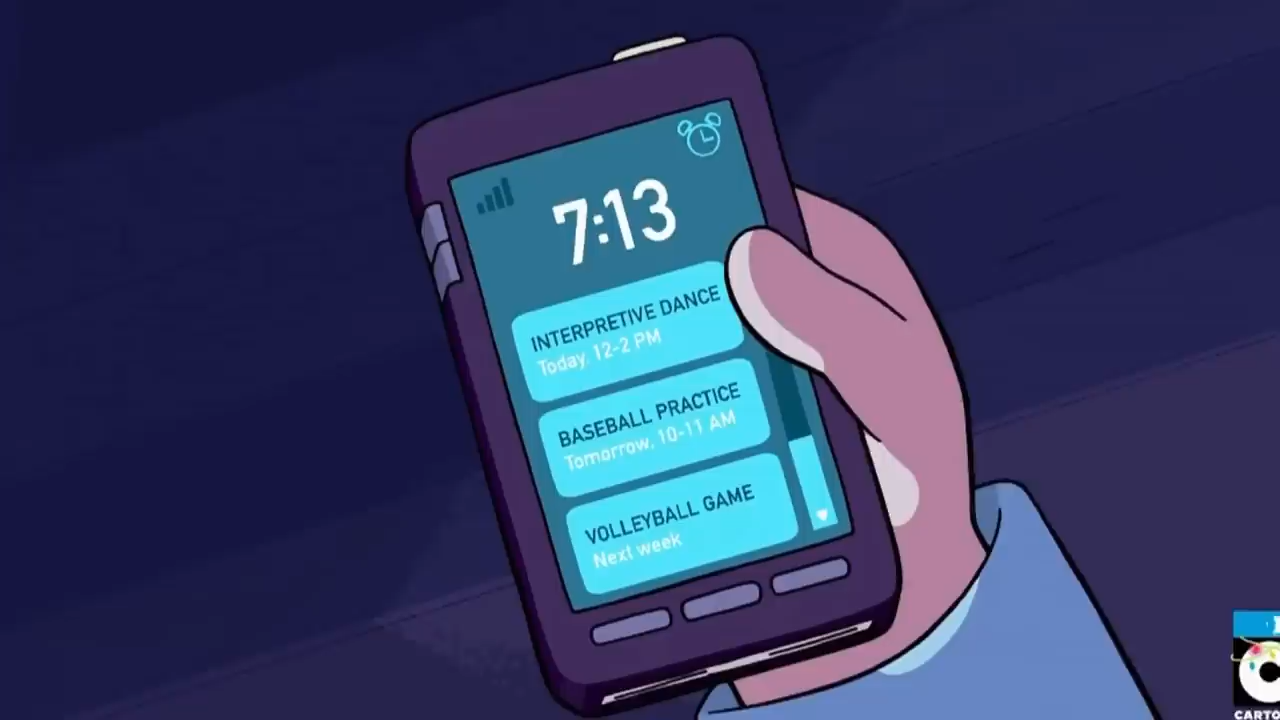 7:13
INTERPRETIVE DANCE
Today, 12-2 PM
BASEBALL PRACTICE
Tomorrow, 10-11 AM
VOLLEYBALL GAME
Next week